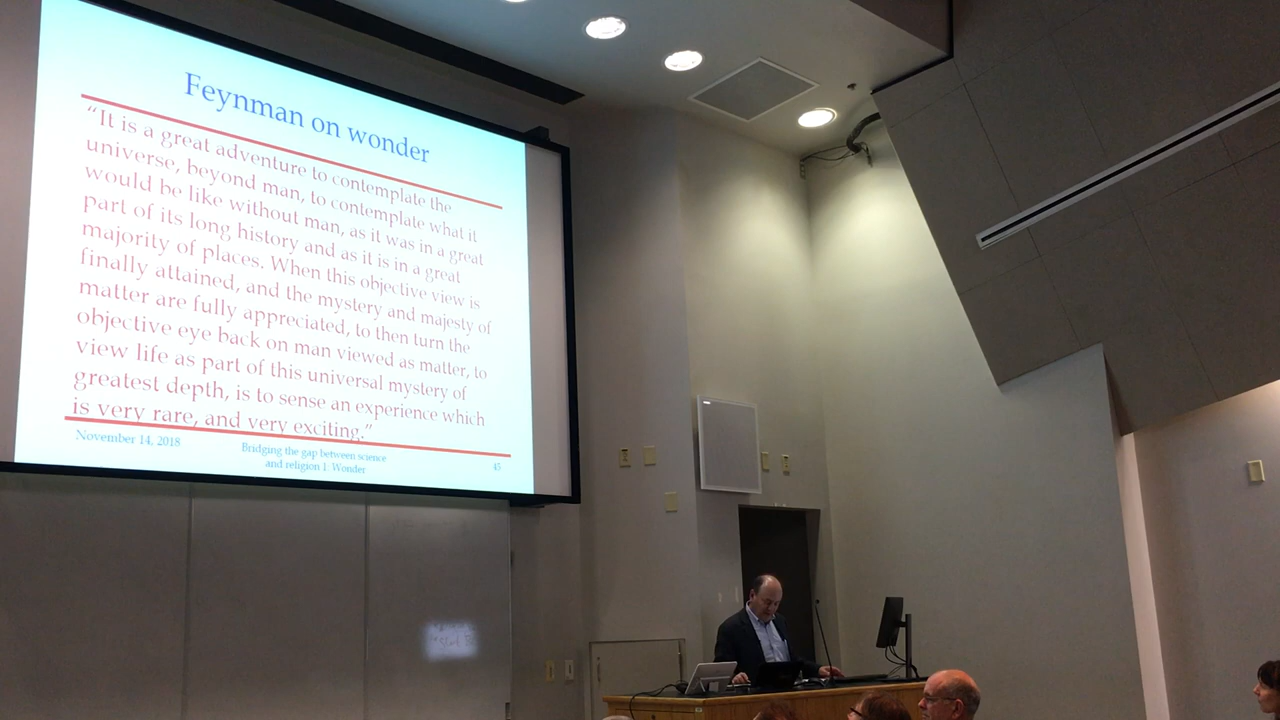 Feynman on wonder
“It is a great adventure to contemplate the
universe, beyond man, to contemplate what it
would be like without man, as it was in a great
part of its long history and as it is in a great
majority of places. When this objective view is
finally attained, and the mystery and majesty of
matter are fully appreciated, to then turn the
objective eye back on man viewed as matter, to
view life as part of this universal mystery of
greatest depth, is to sense an experience which
is very rare, and very exciting.”
November 14, 2018
Bridging the gap between science
and religion I: Wonder
45